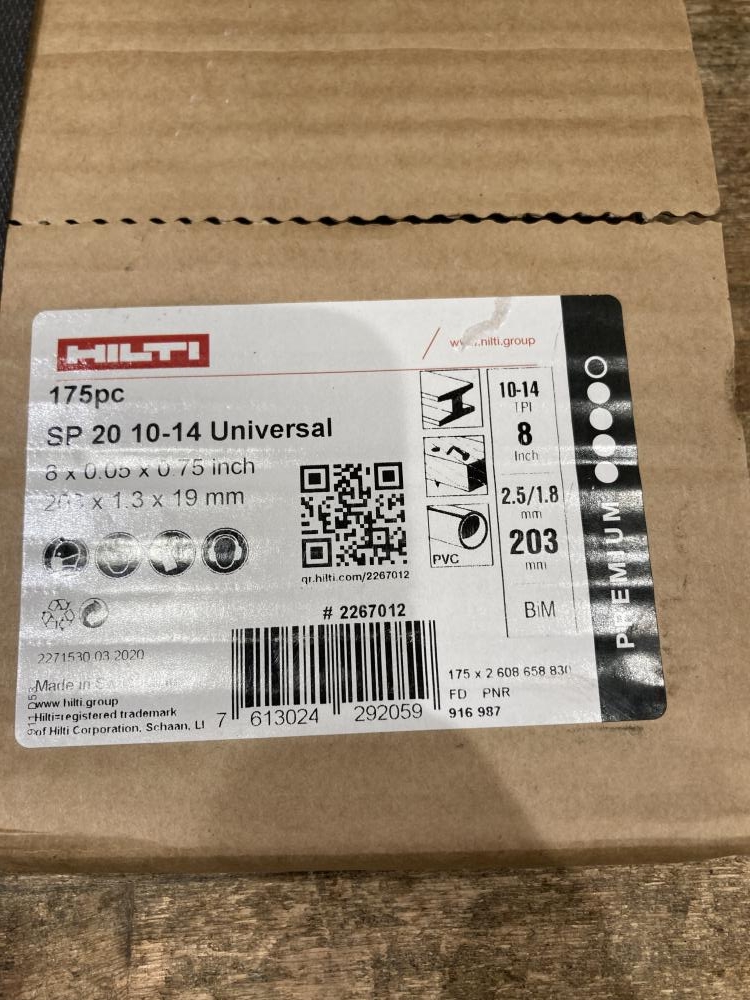 HILTI
hilti.group
175pc
SP 20 10-14 Universal
8 x 0.05 x 0.75 inch
x 1.3 x 19 mm
qr.hilti.com/2267012
# 2267012
2271530 03.2020
Made in
www.hilti.group
Hilti=registered trademark
of Hilti Corporation, Schaan, LI
7 613024 292059
PVC
10-14
TPI
8
Inch
2.5/1.8
mm
203
mm
BiM
175 x 2 608 658 830
FD PNR
916 987
PREMIUM